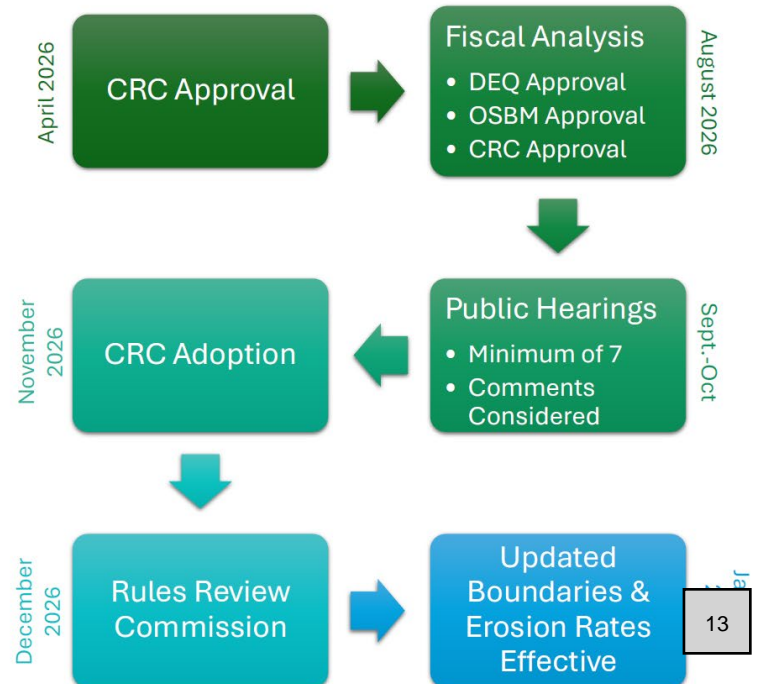 April 2026
CRC Approval
Fiscal Analysis
• DEQ Approval
• OSBM Approval
• CRC Approval
August 2026
November
2026
CRC Adoption
Public Hearings
• Minimum of 7
• Comments
Considered
Sept.-Oct
December
2026
Rules Review
Commission
Updated
Boundaries &
Erosion Rates
Effective
13